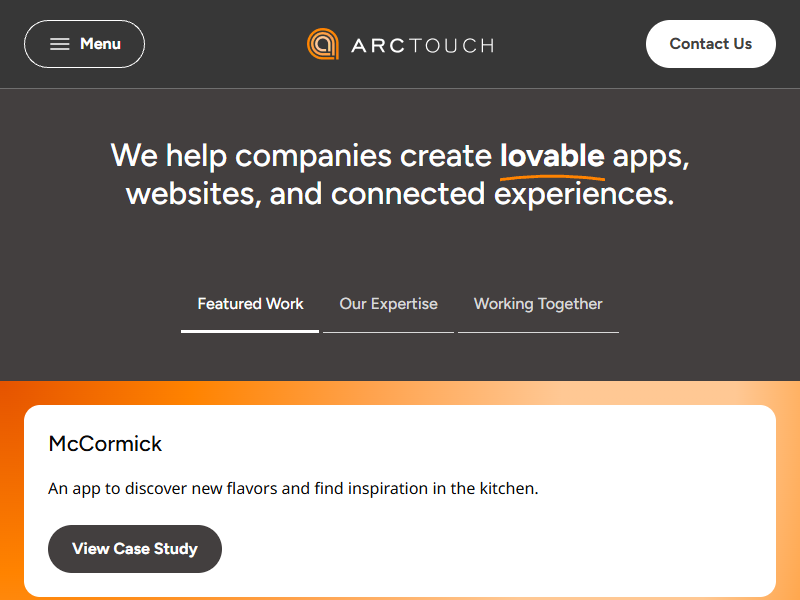 Menu
ARCTOUCH
Contact Us
We help companies create lovable apps,
websites, and connected experiences.
Featured Work
Our Expertise
Working Together
McCormick
An app to discover new flavors and find inspiration in the kitchen.
View Case Study